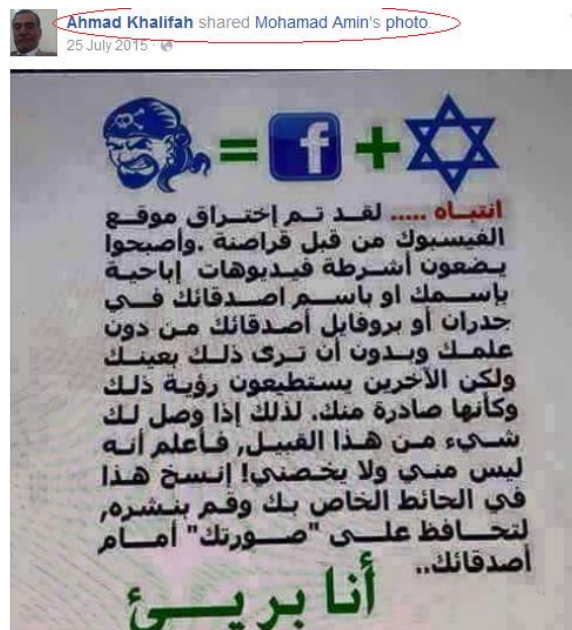 Ahmad Khalifah shared Mohamad Amin's photo.
25 July 2015
= f +
انتباه ..... لقد تم إختراق موقع
الفيسبوك من قبل قراصنة .وأصبحوا
يضعون أشرطة فيديوهات إباحية
بإسمك او باسم اصدقائك في
جدران أو بروفايل أصدقائك من دون
علمك وبدون أن ترى ذلك بعينك
ولكن الآخرين يستطيعون رؤية ذلك
وكأنها صادرة منك. لذلك إذا وصل لك
شيء من هذا القبيل, فأعلم أنه
ليس مني ولا يخصني! إنسخ هذا
في الحائط الخاص بك وقم بنشره,
لتحافظ على "صورتك" أمام
أصدقائك..
أنا بريئ